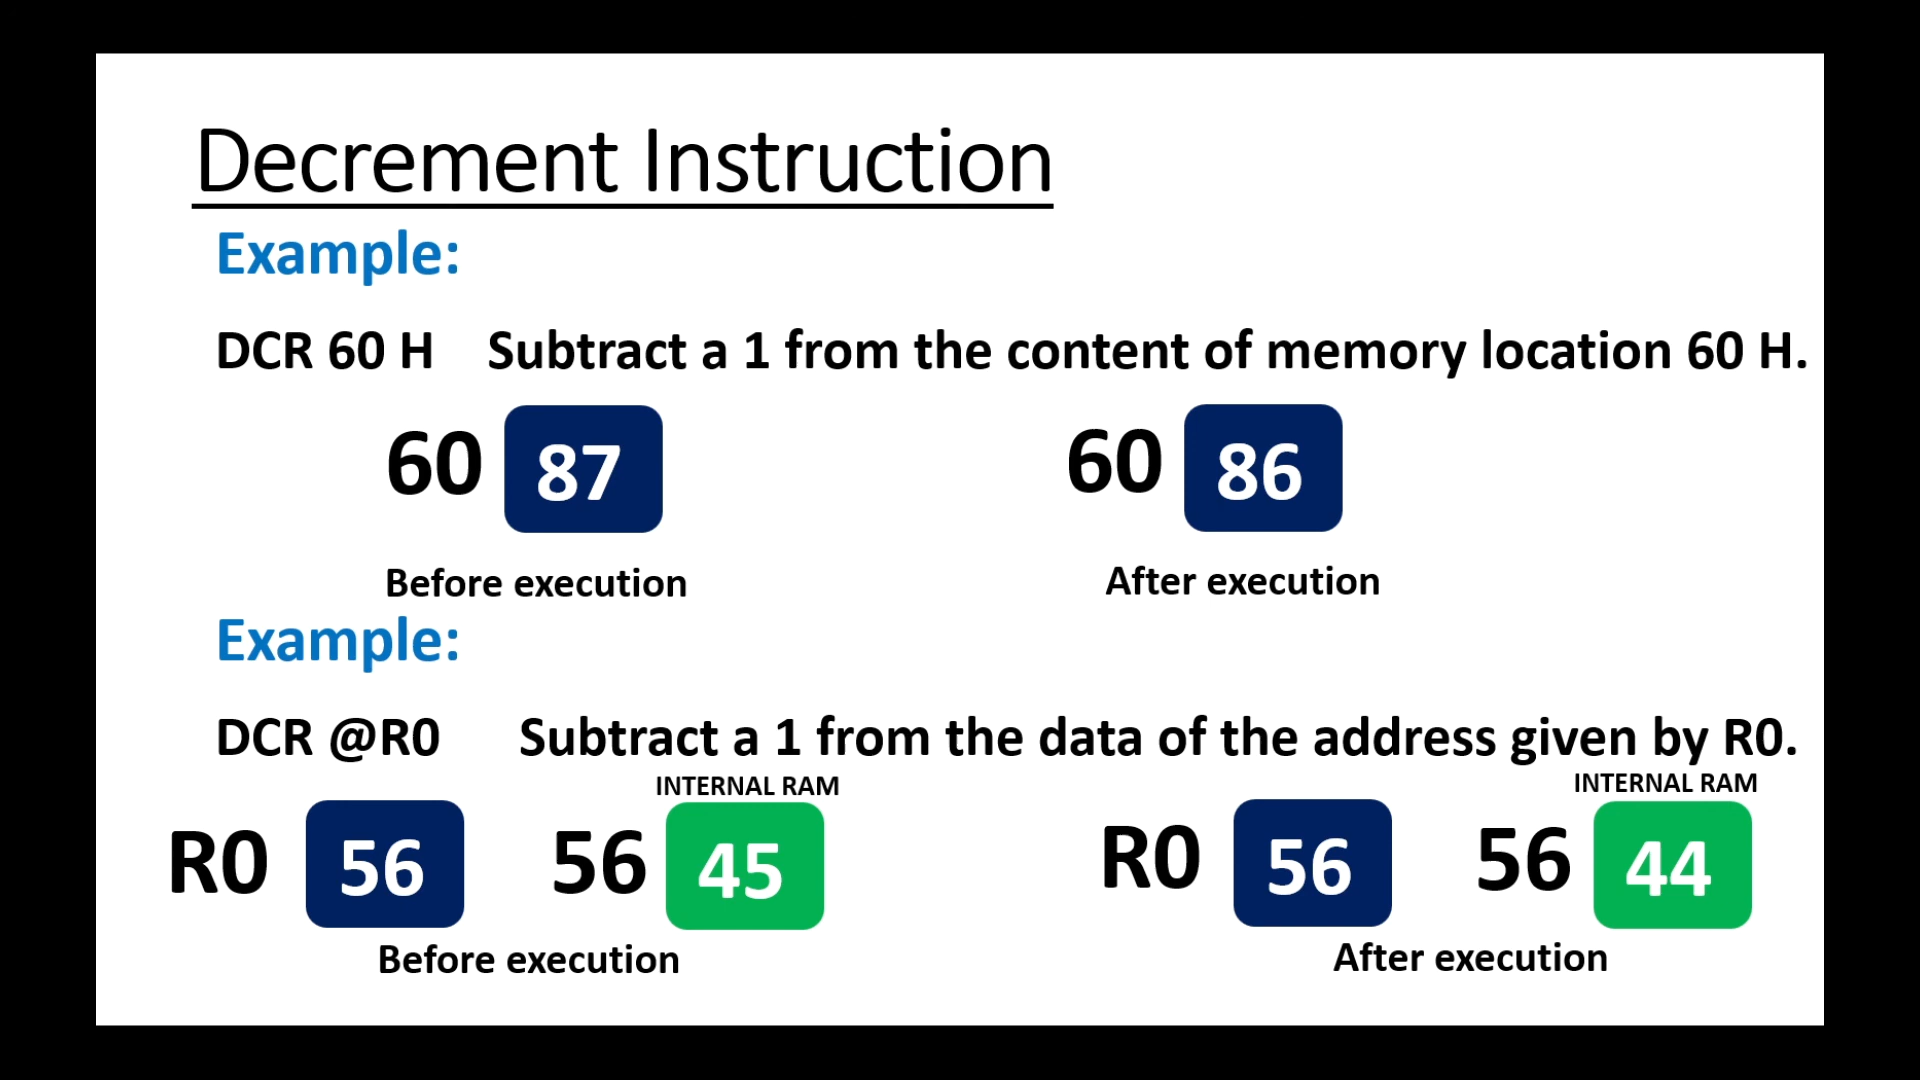 Decrement Instruction
Example:
DCR 60 H Subtract a 1 from the content of memory location 60 H.
60 87 60 86
Before execution After execution
Example:
DCR @R0 Subtract a 1 from the data of the address given by R0.
INTERNAL RAM INTERNAL RAM
R0 56 56 45 R0 56 56 44
Before execution After execution